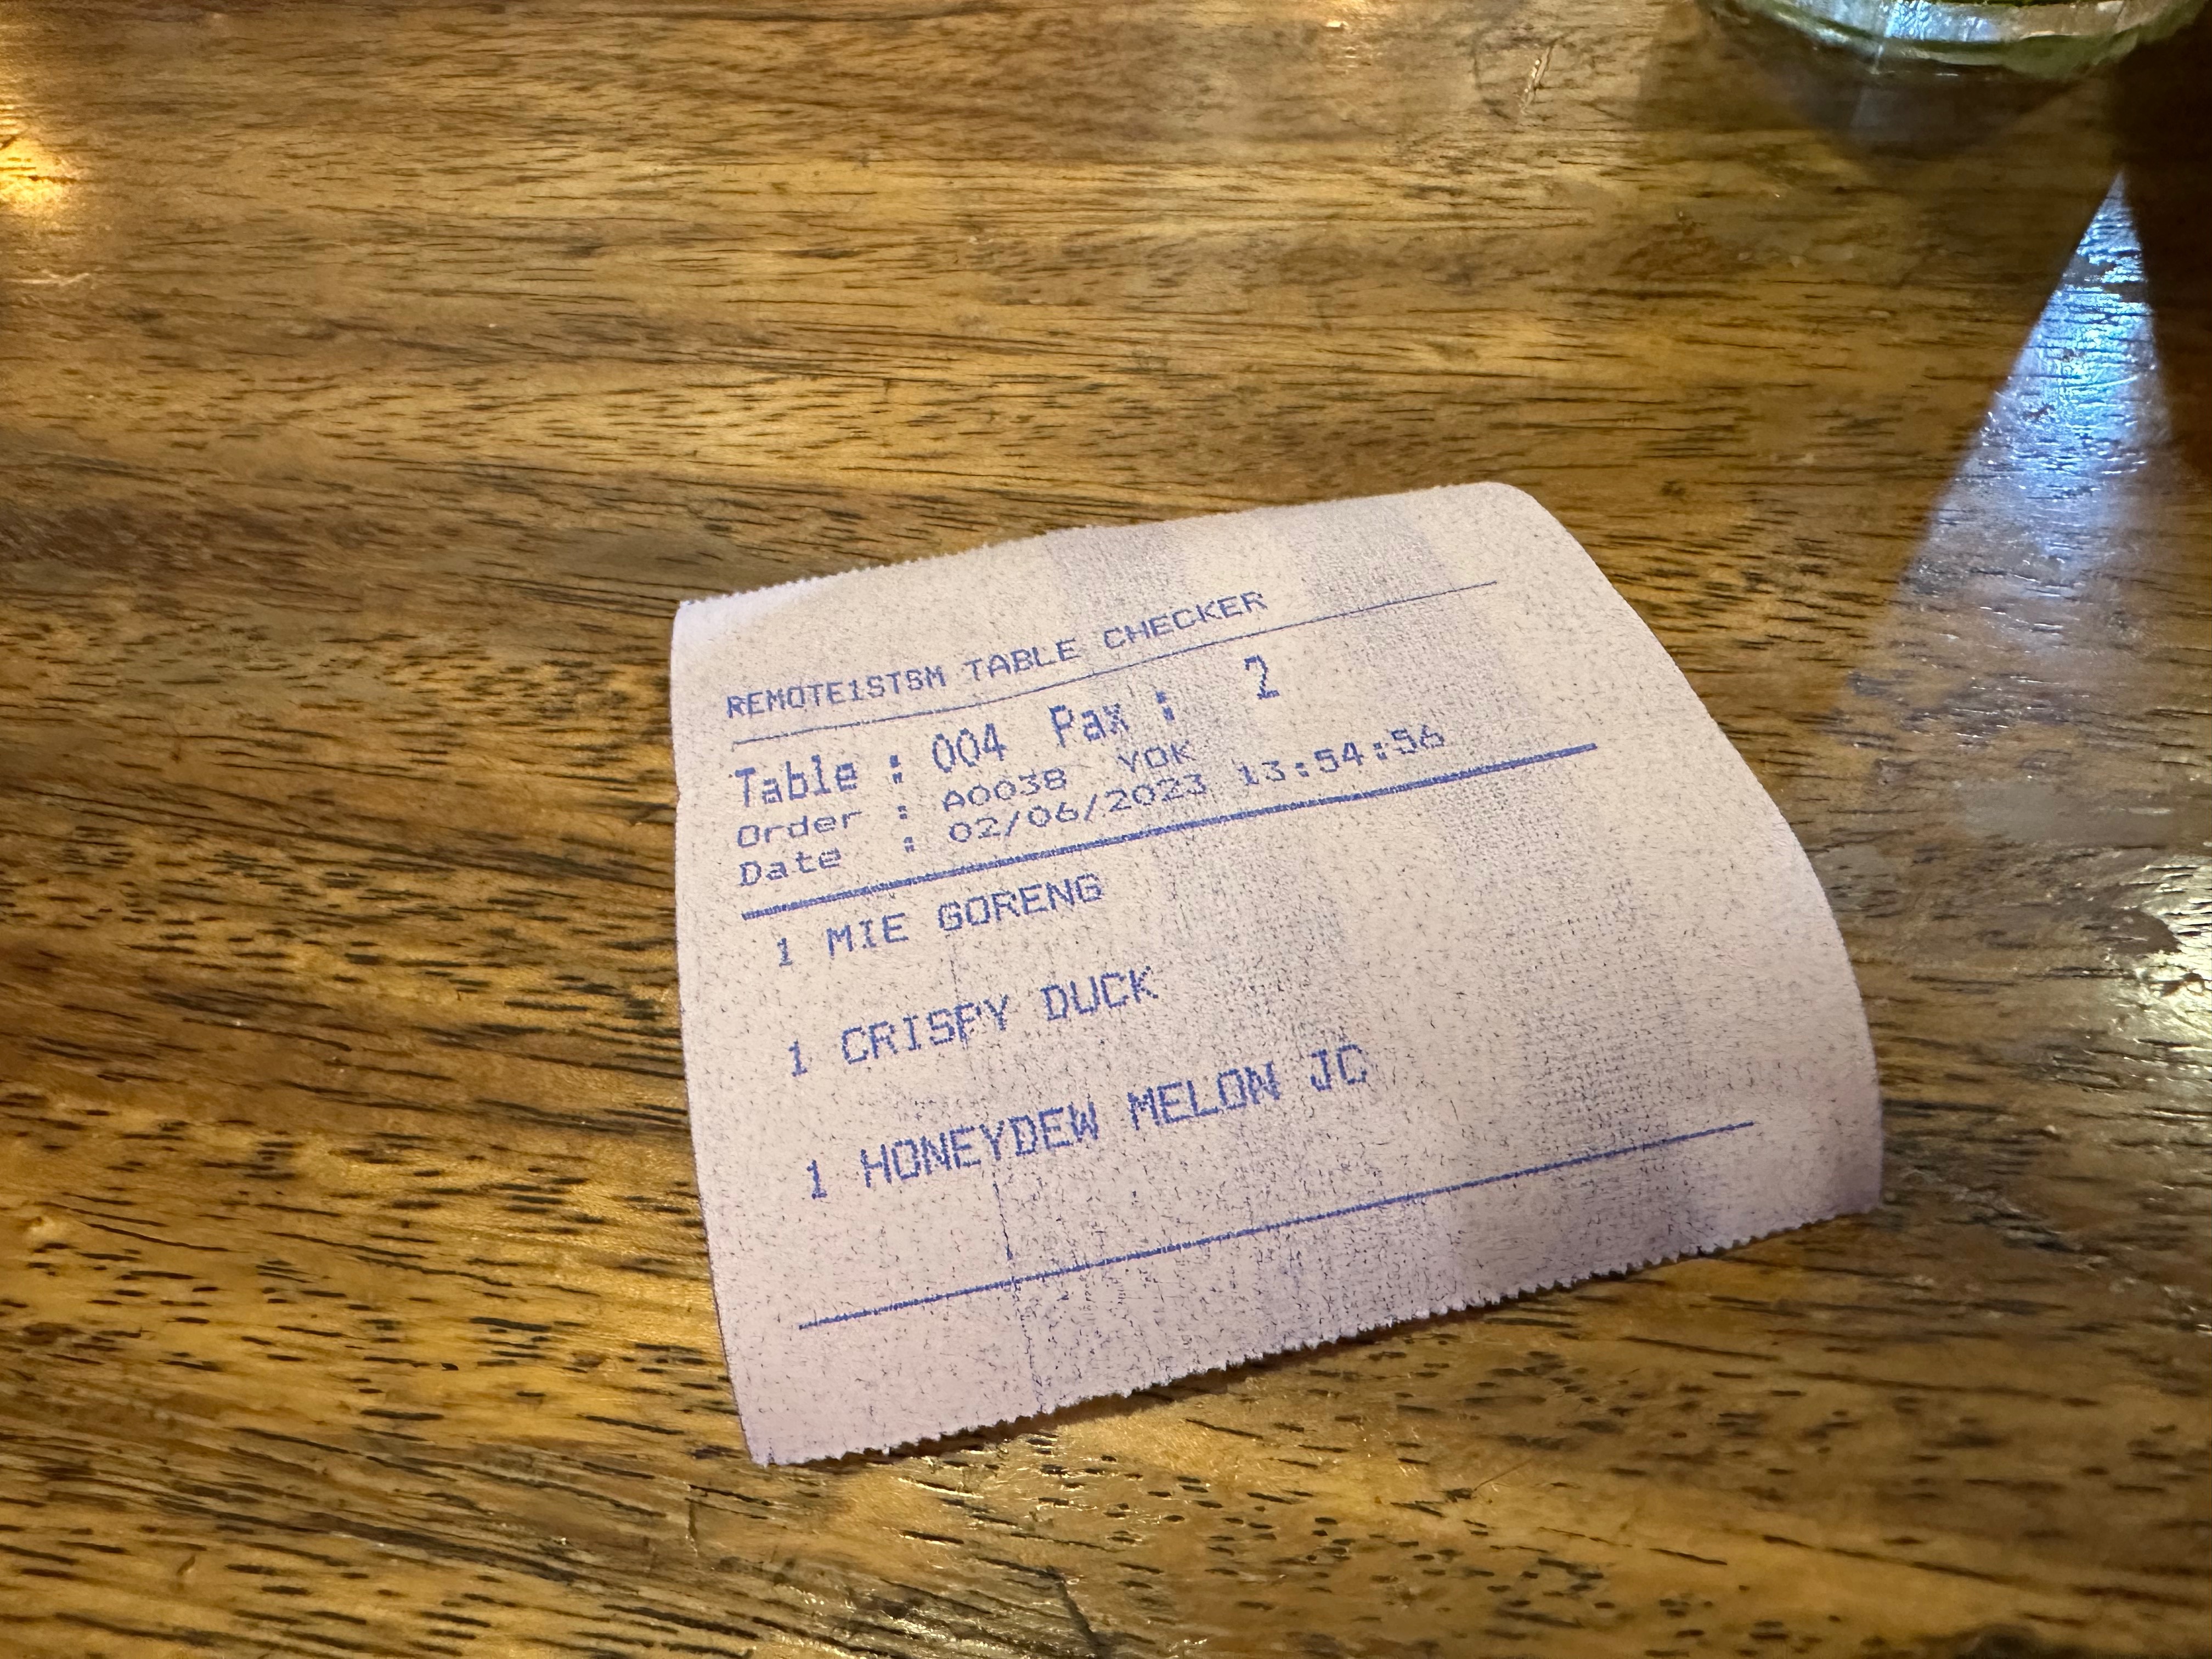 REMOTE1STGM TABLE CHECKER
Table : 004 Pax : 2
Order : A0038 YOK
Date : 02/06/2023 13:54:56
1 MIE GORENG
1 CRISPY DUCK
1 HONEYDEW MELON JC